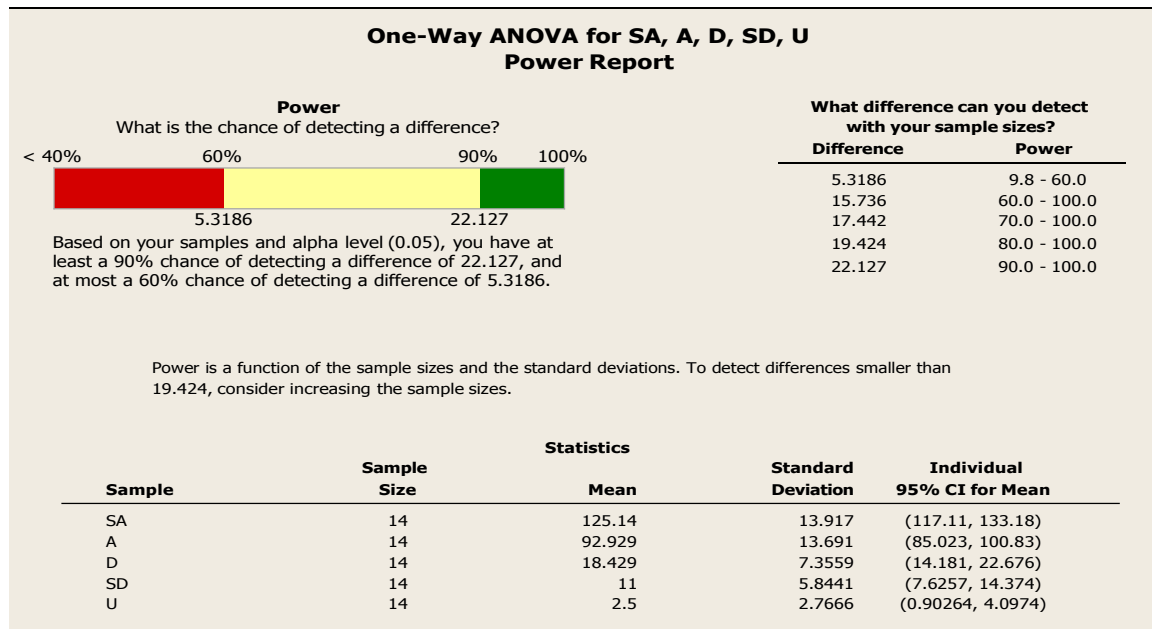 One-Way ANOVA for SA, A, D, SD, U
Power Report
Power
What is the chance of detecting a difference?
< 40% 60% 90% 100%
5.3186 22.127
Based on your samples and alpha level (0.05), you have at
least a 90% chance of detecting a difference of 22.127, and
at most a 60% chance of detecting a difference of 5.3186.
What difference can you detect
with your sample sizes?
Difference Power
5.3186 9.8 - 60.0
15.736 60.0 - 100.0
17.442 70.0 - 100.0
19.424 80.0 - 100.0
22.127 90.0 - 100.0
Power is a function of the sample sizes and the standard deviations. To detect differences smaller than
19.424, consider increasing the sample sizes.
Statistics
Sample Standard Individual
Sample Size Mean Deviation 95% CI for Mean
SA 14 125.14 13.917 (117.11, 133.18)
A 14 92.929 13.691 (85.023, 100.83)
D 14 18.429 7.3559 (14.181, 22.676)
SD 14 11 5.8441 (7.6257, 14.374)
U 14 2.5 2.7666 (0.90264, 4.0974)